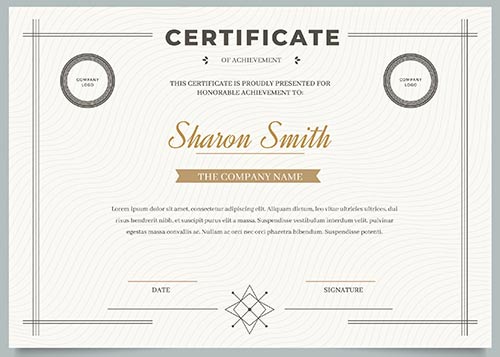 CERTIFICATE
OF ACHIEVEMENT
COMPANY
LOGO
COMPANY
LOGO
THIS CERTIFICATE IS PROUDLY PRESENTED FOR
HONORABLE ACHIEVEMENT TO:
Sharon Smith
THE COMPANY NAME
Lorem ipsum dolor sit amet, consectetur adipiscing elit. Aliquam dictum, leo vitae ultricies ultrices, dui
risus hendrerit nibh, et suscipit purus elit a massa. Suspendisse vestibulum interdum velit, pulvinar
egestas massa convallis ac. Nullam ac orci nec orci pharetra bibendum. Suspendisse potenti.
DATE
SIGNATURE